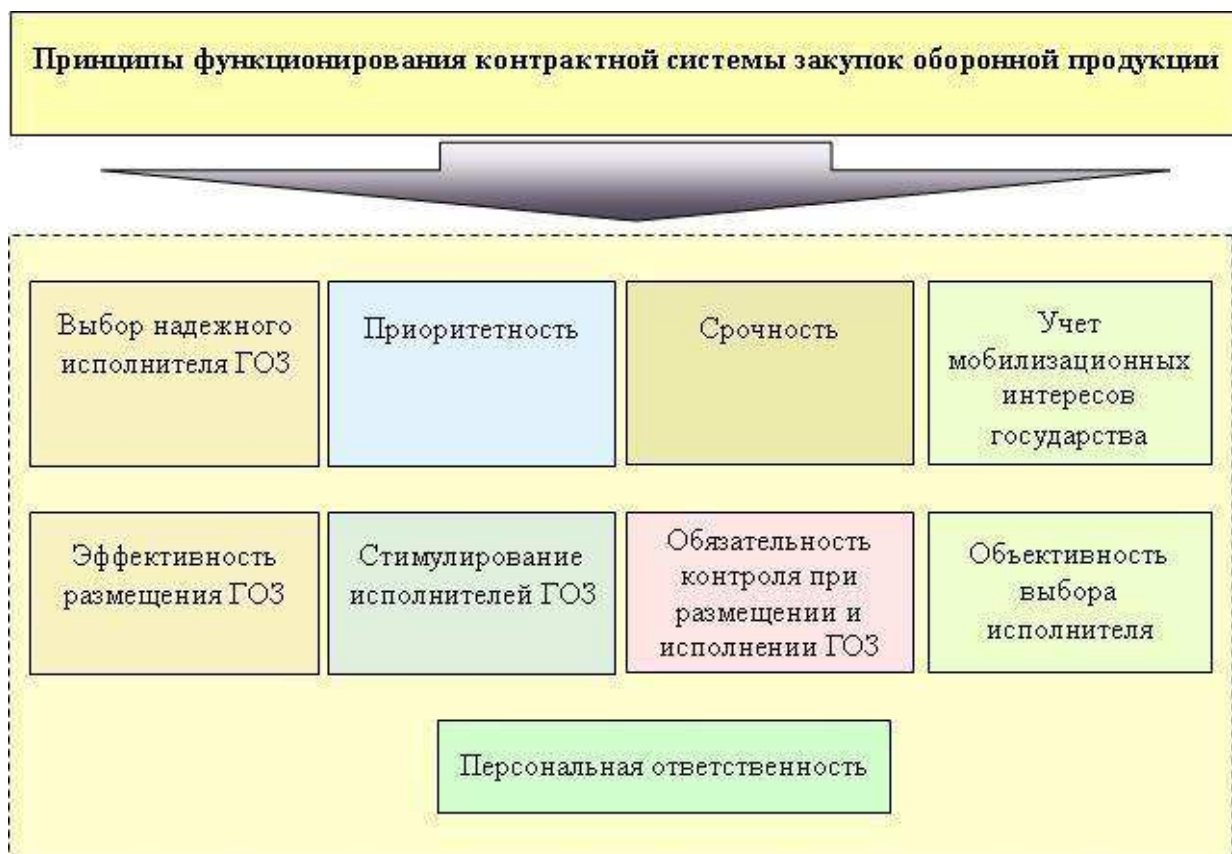 Принципы функционирования контрактной системы закупок оборонной продукции
Выбор надежного
исполнителя ГОЗ
Приоритетность
Срочность
Учет
мобилизационных
интересов
государства
Эффективность
размещения ГОЗ
Стимулирование
исполнителей ГОЗ
Обязательность
контроля при
размещении и
исполнении ГОЗ
Объективность
выбора
исполнителя
Персональная ответственность